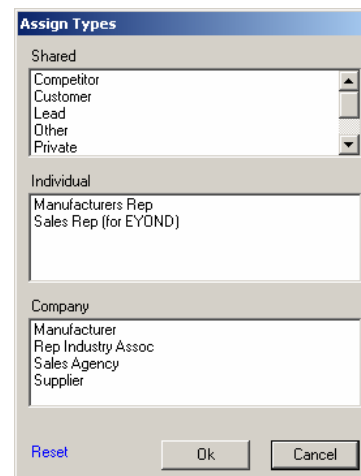 Assign Types
Shared
Competitor
Customer
Lead
Other
Private
Individual
Manufacturers Rep
Sales Rep (for EYOND)
Company
Manufacturer
Rep Industry Assoc
Sales Agency
Supplier
Reset Ok Cancel